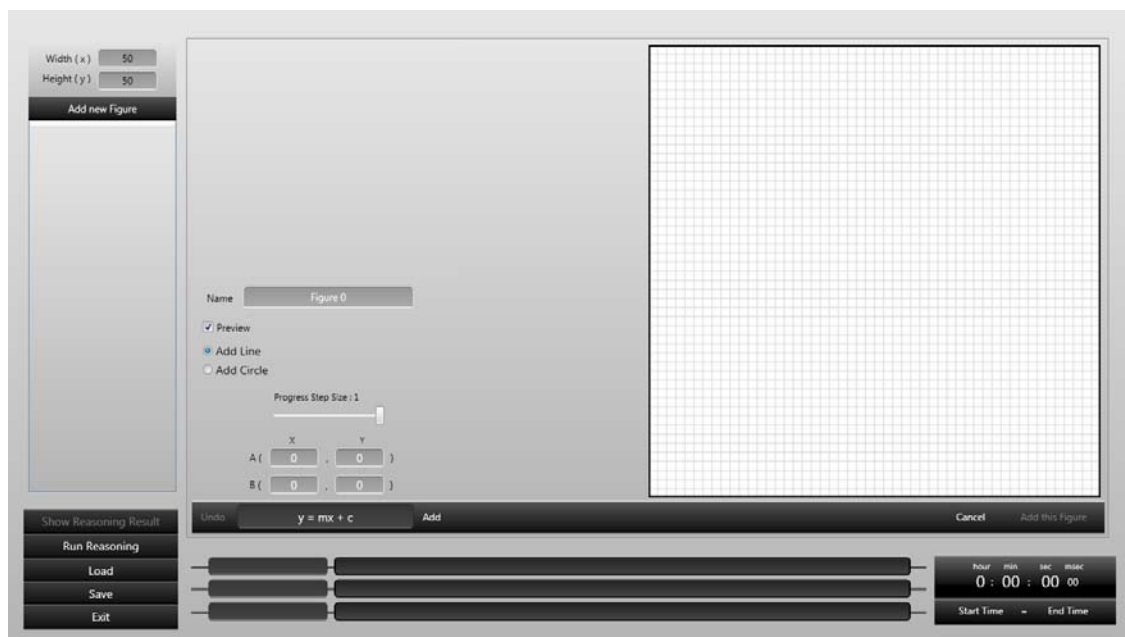 Width ( x ) 50
Height ( y ) 50
Add new Figure
Name Figure 0
Preview
Add Line
Add Circle
Progress Step Size : 1
X Y
A ( 0 , 0 )
B ( 0 , 0 )
Undo y = mx + c Add Cancel Add this Figure
Show Reasoning Result
Run Reasoning
Load
Save
Exit
hour min sec msec
0 : 00 : 00 00
Start Time - End Time